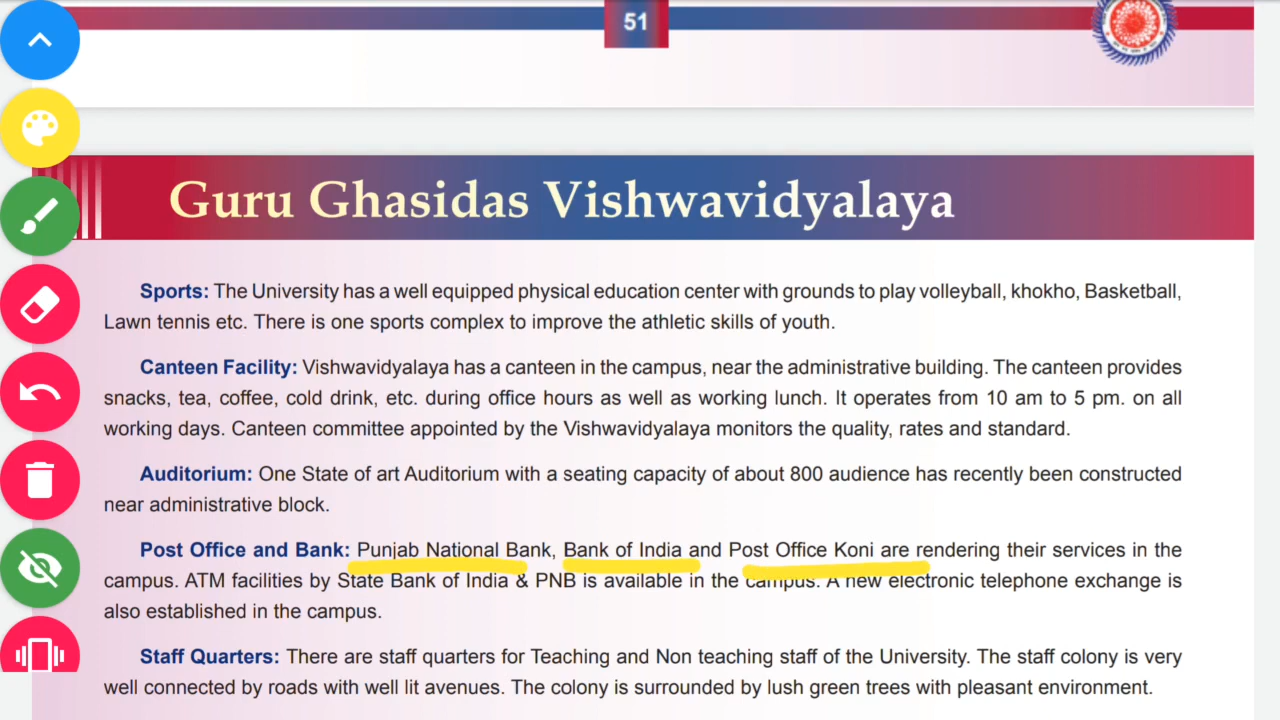 51
Guru Ghasidas Vishwavidyalaya
Sports: The University has a well equipped physical education center with grounds to play volleyball, khokho, Basketball,
Lawn tennis etc. There is one sports complex to improve the athletic skills of youth.
Canteen Facility: Vishwavidyalaya has a canteen in the campus, near the administrative building. The canteen provides
snacks, tea, coffee, cold drink, etc. during office hours as well as working lunch. It operates from 10 am to 5 pm. on all
working days. Canteen committee appointed by the Vishwavidyalaya monitors the quality, rates and standard.
Auditorium: One State of art Auditorium with a seating capacity of about 800 audience has recently been constructed
near administrative block.
Post Office and Bank: Punjab National Bank, Bank of India and Post Office Koni are rendering their services in the
campus. ATM facilities by State Bank of India & PNB is available in the campus. A new electronic telephone exchange is
also established in the campus.
Staff Quarters: There are staff quarters for Teaching and Non teaching staff of the University. The staff colony is very
well connected by roads with well lit avenues. The colony is surrounded by lush green trees with pleasant environment.